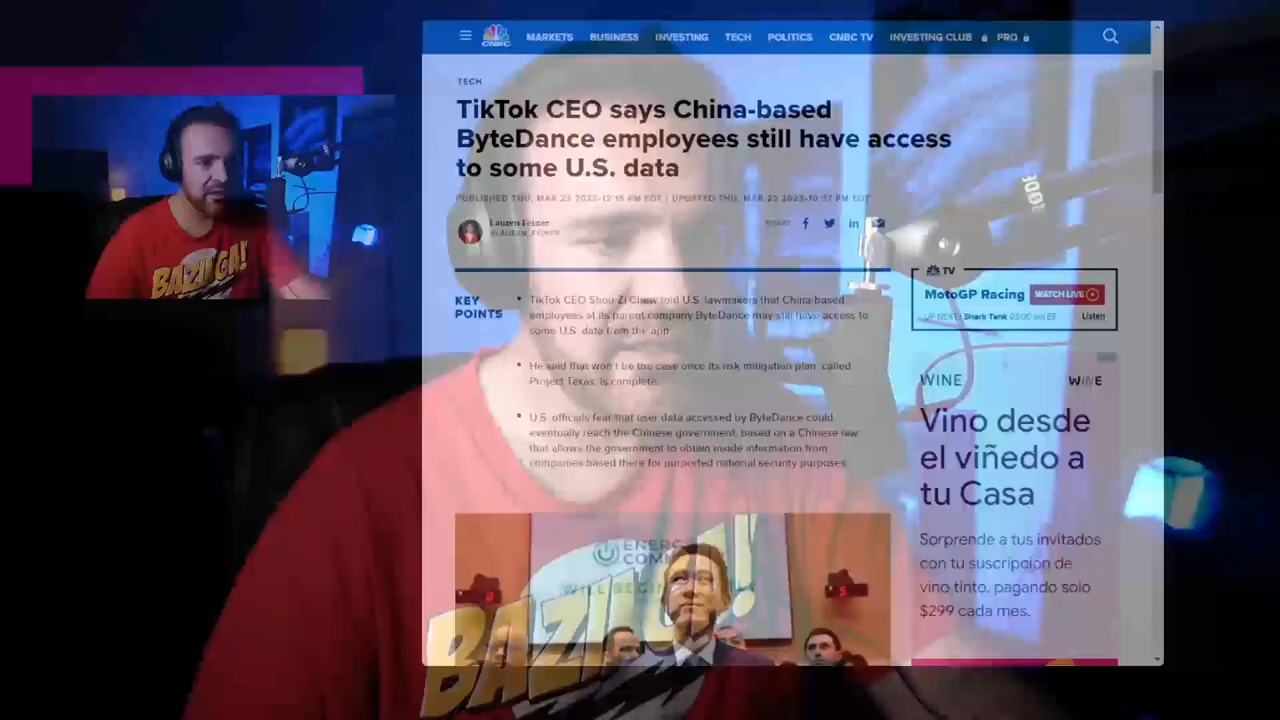 CNBC
MARKETS BUSINESS INVESTING TECH POLITICS CNBC TV INVESTING CLUB PRO
TECH
TikTok CEO says China-based
ByteDance employees still have access
to some U.S. data
PUBLISHED THU, MAR 23 2023 12:15 PM EDT | UPDATED THU, MAR 23 2023 10:37 PM EDT
Lauren Feiner
@LAUREN_FEINER
SHARE
KEY
POINTS
TikTok CEO Shou Zi Chew told U.S. lawmakers that China-based
employees at its parent company ByteDance may still have access to
some U.S. data from the app.
He said that won't be the case once its risk mitigation plan, called
Project Texas, is complete.
U.S. officials fear that user data accessed by ByteDance could
eventually reach the Chinese government, based on a Chinese law
that allows the government to obtain inside information from
companies based there for purported national security purposes.
TV
MotoGP Racing WATCH LIVE
UP NEXT | Shark Tank 03:00 pm ET Listen
WINE WINE
Vino desde
el viñedo a
tu Casa
Sorprende a tus invitados
con tu suscripcion de
vino tinto, pagando solo
$299 cada mes.
WILL BEGIN
BAZINGA!
BAZINGA!
RODE